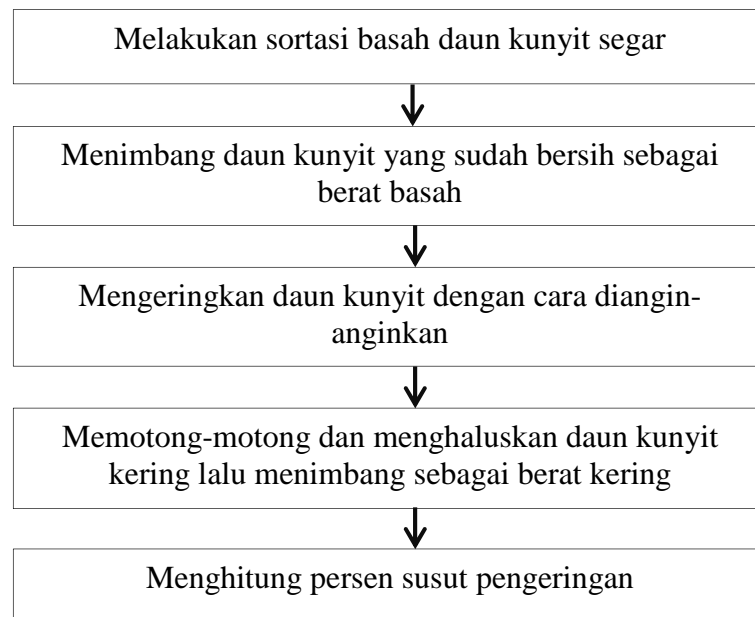 Melakukan sortasi basah daun kunyit segar
Menimbang daun kunyit yang sudah bersih sebagai
berat basah
Mengeringkan daun kunyit dengan cara diangin-
anginkan
Memotong-motong dan menghaluskan daun kunyit
kering lalu menimbang sebagai berat kering
Menghitung persen susut pengeringan